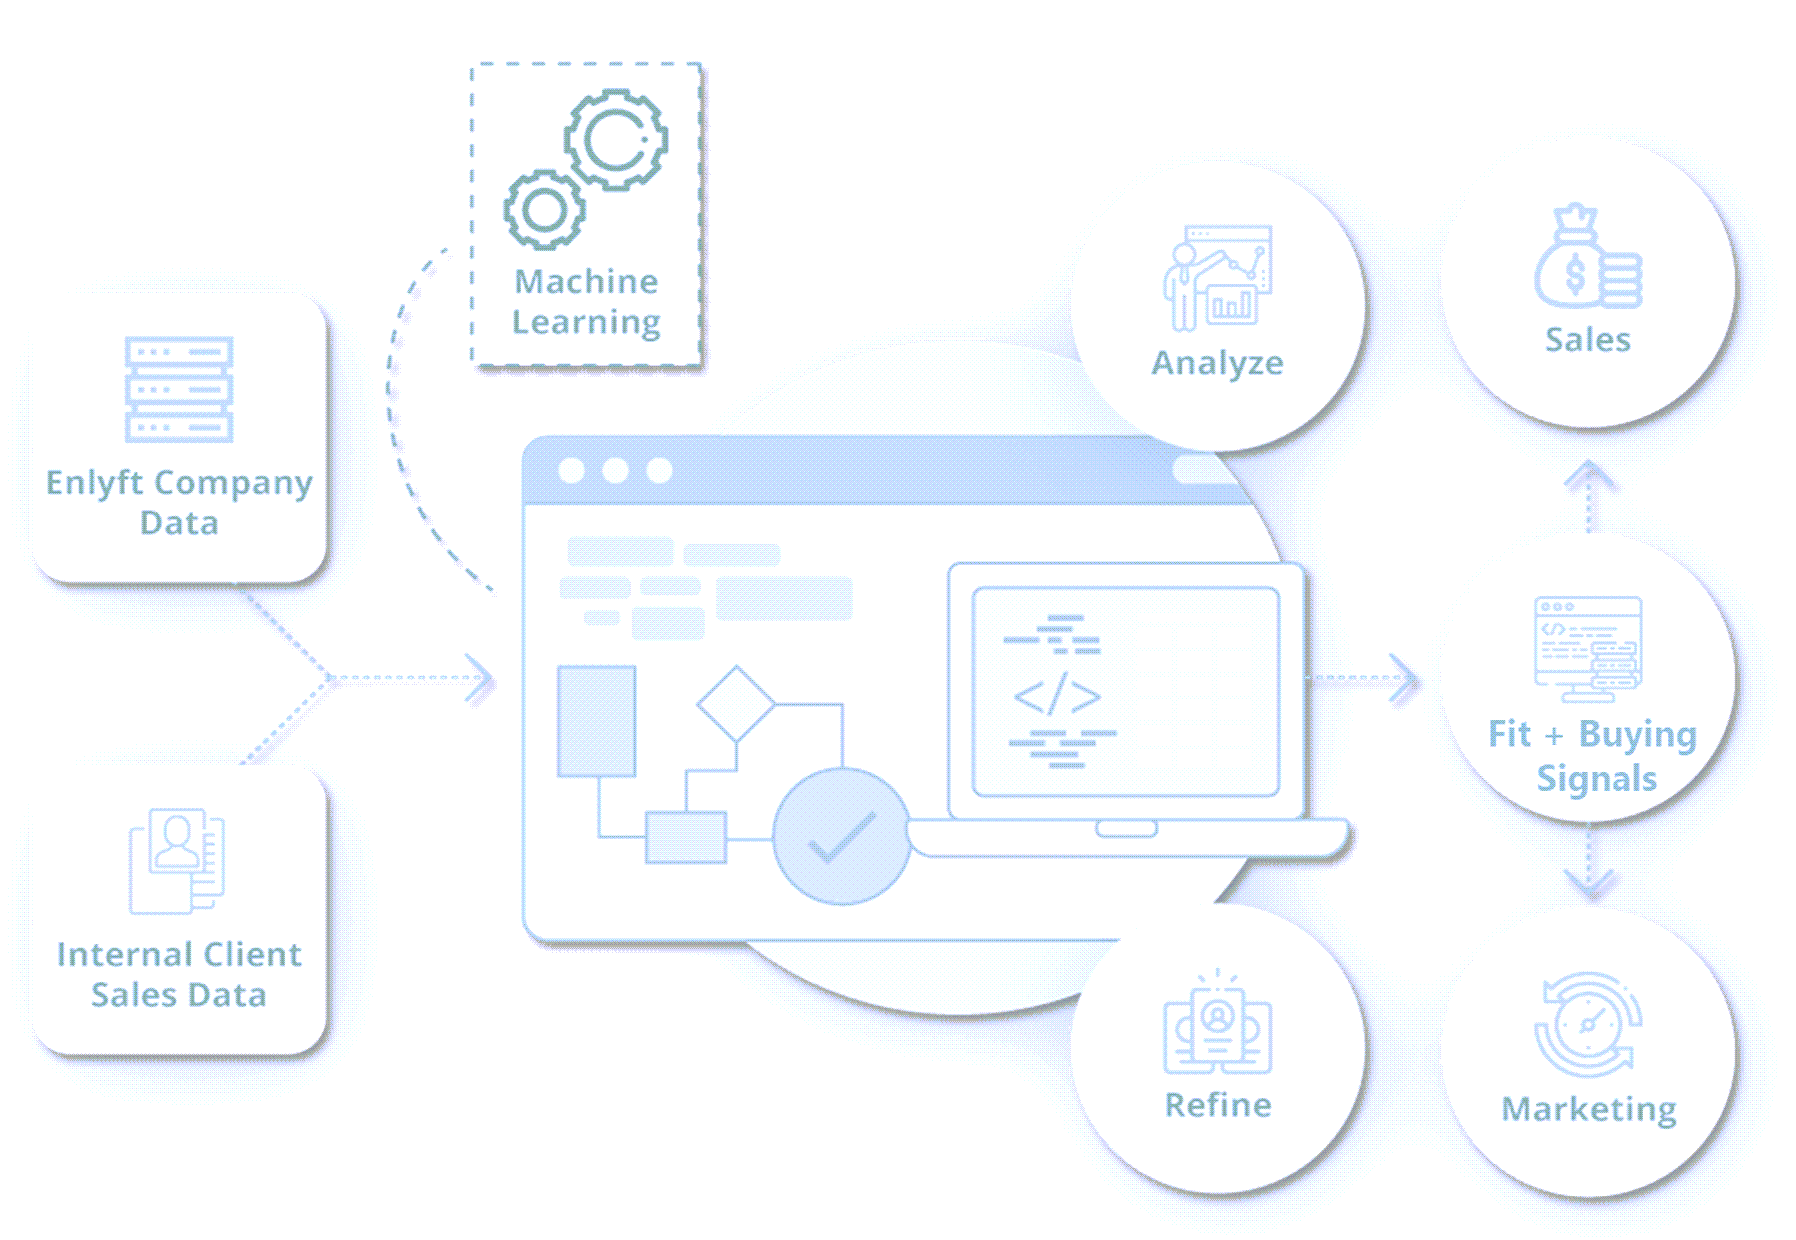 Machine
Learning
Enlyft Company
Data
Internal Client
Sales Data
</>
Analyze
Refine
Sales
Fit + Buying
Signals
Marketing